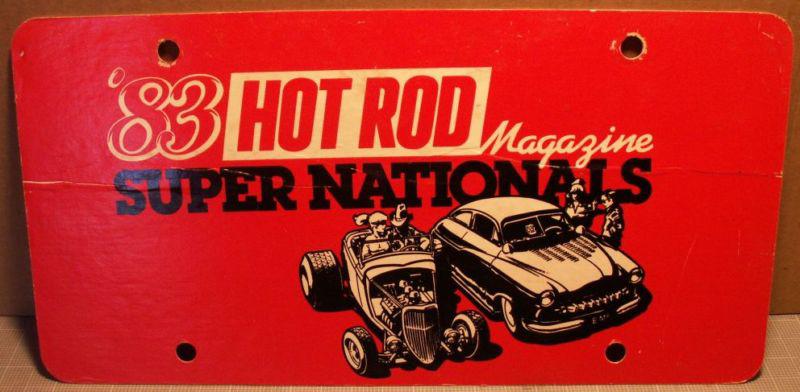 '83 HOT ROD Magazine
SUPER NATIONALS